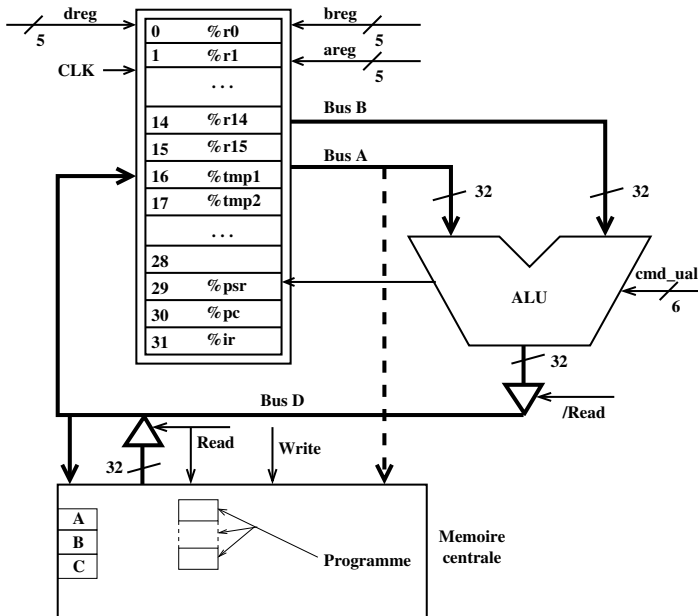 dreg
5
CLK
0 %r0
1 %r1
...
14 %r14
15 %r15
16 %tmp1
17 %tmp2
...
28
29 %psr
30 %pc
31 %ir
breg
5
areg
5
Bus B
Bus A
32
32
ALU
cmd_ual
6
32
/Read
Bus D
Read
Write
32
A
B
C
Programme
Memoire
centrale